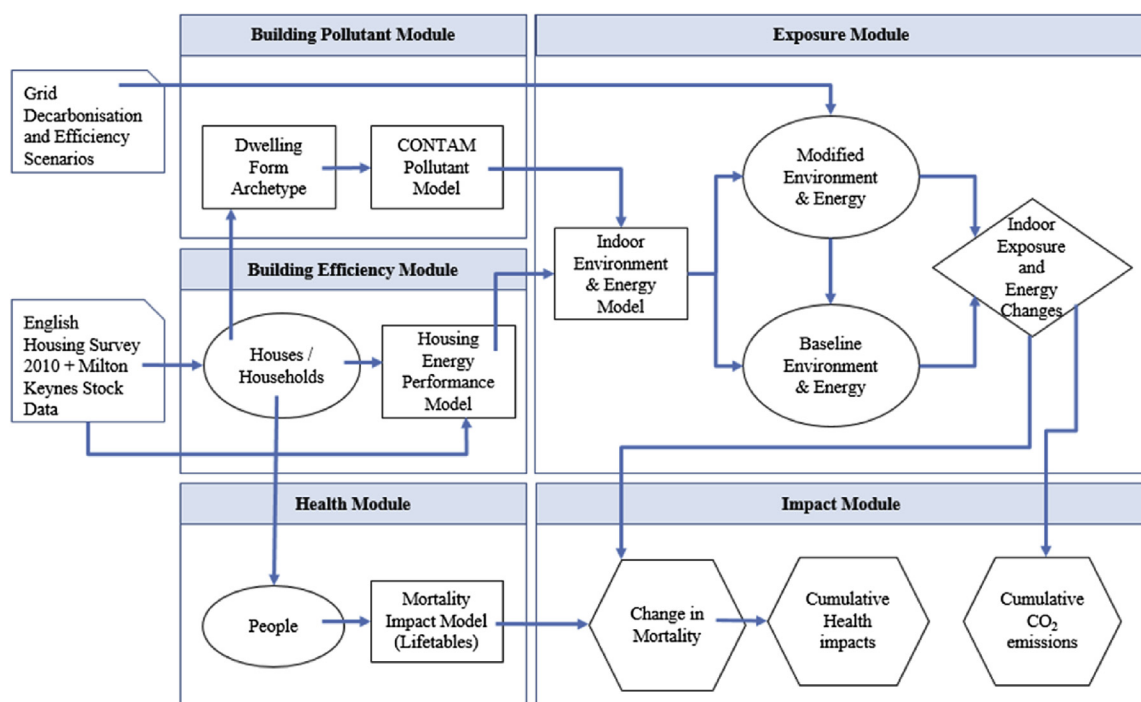 Building Pollutant Module
Exposure Module
Grid
Decarbonisation
and Efficiency
Scenarios
Dwelling
Form
Archetype
CONTAM
Pollutant
Model
Modified
Environment
& Energy
Indoor
Environment
& Energy
Model
Indoor
Exposure
and
Energy
Changes
Baseline
Environment
& Energy
Building Efficiency Module
English
Housing Survey
2010 + Milton
Keynes Stock
Data
Houses /
Households
Housing
Energy
Performance
Model
Health Module
Impact Module
People
Mortality
Impact Model
(Lifetables)
Change in
Mortality
Cumulative
Health
impacts
Cumulative
CO2
emissions